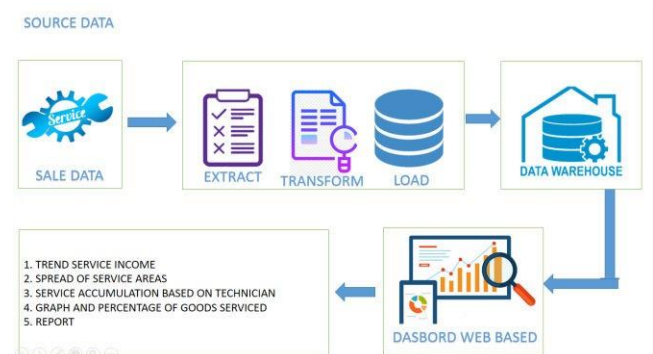 SOURCE DATA
Service
SALE DATA
EXTRACT
TRANSFORM
LOAD
DATA WAREHOUSE
1. TREND SERVICE INCOME
2. SPREAD OF SERVICE AREAS
3. SERVICE ACCUMULATION BASED ON TECHNICIAN
4. GRAPH AND PERCENTAGE OF GOODS SERVICED
5. REPORT
DASBORD WEB BASED